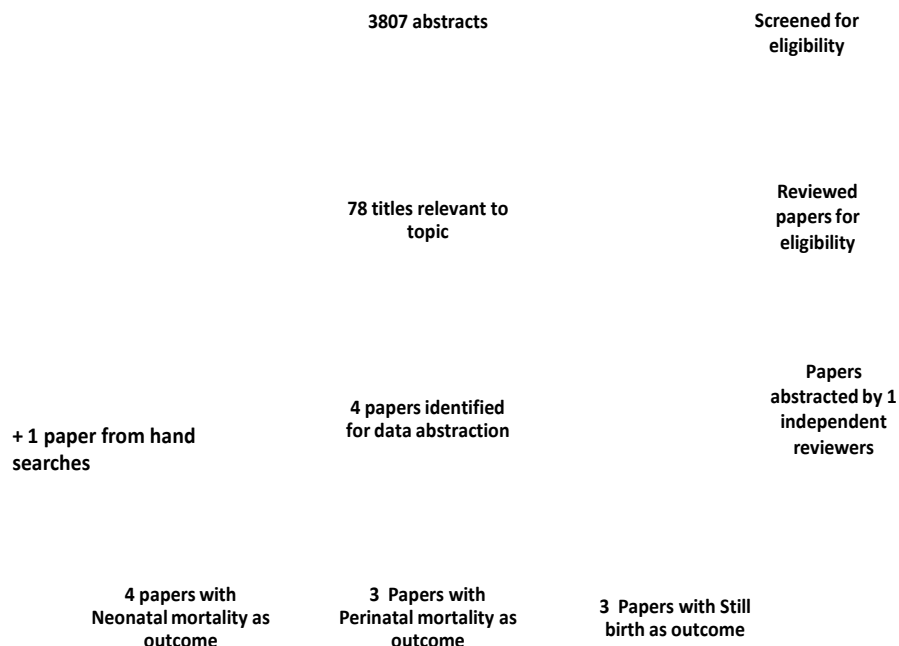 3807 abstracts
Screened for
eligibility
78 titles relevant to
topic
Reviewed
papers for
eligibility
+ 1 paper from hand
searches
4 papers identified
for data abstraction
Papers
abstracted by 1
independent
reviewers
4 papers with
Neonatal mortality as
outcome
3 Papers with
Perinatal mortality as
outcome
3 Papers with Still
birth as outcome